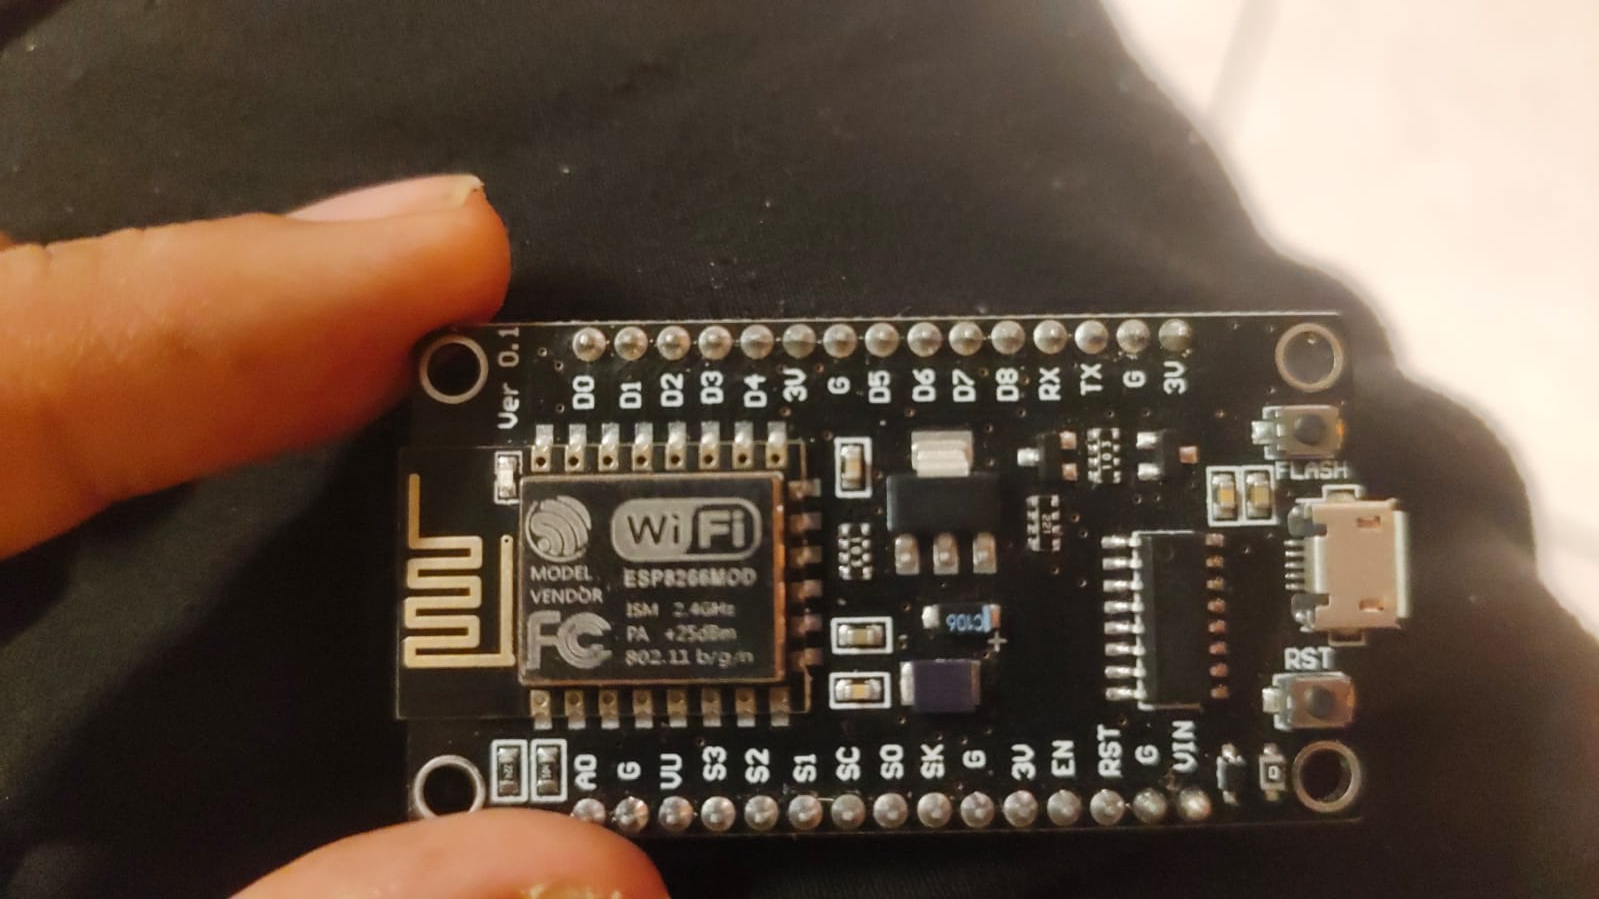 Ver 0.1
D0 D1 D2 D3 D4 3V G D5 D6 D7 D8 RX TX G 3V
FLASH
WiFi
MODEL ESP8266MOD
VENDOR ISM 2.4GHz
FC PA +25dBm
802.11 b/g/n
C106
+
RST
A0 G VU S3 S2 S1 SC S0 SK G 3V EN RST G VIN